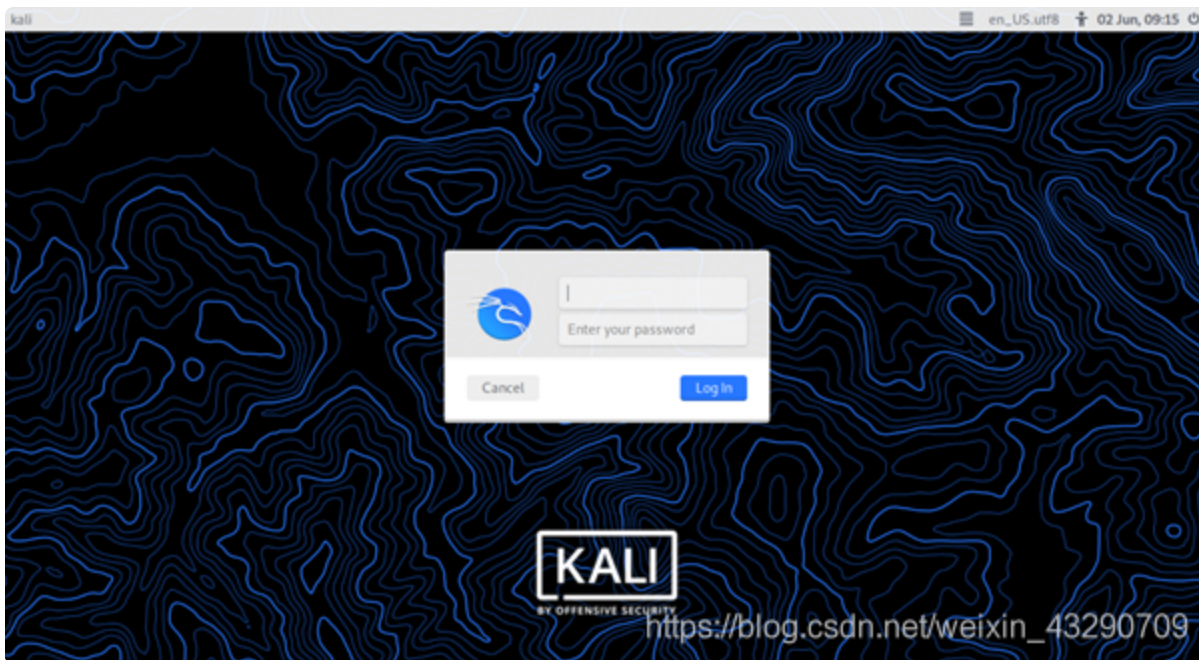 kali en_US.utf8 02 Jun, 09:15
Enter your password
Cancel Log In
KALI
BY OFFENSIVE SECURITY
https://blog.csdn.net/weixin_43290709